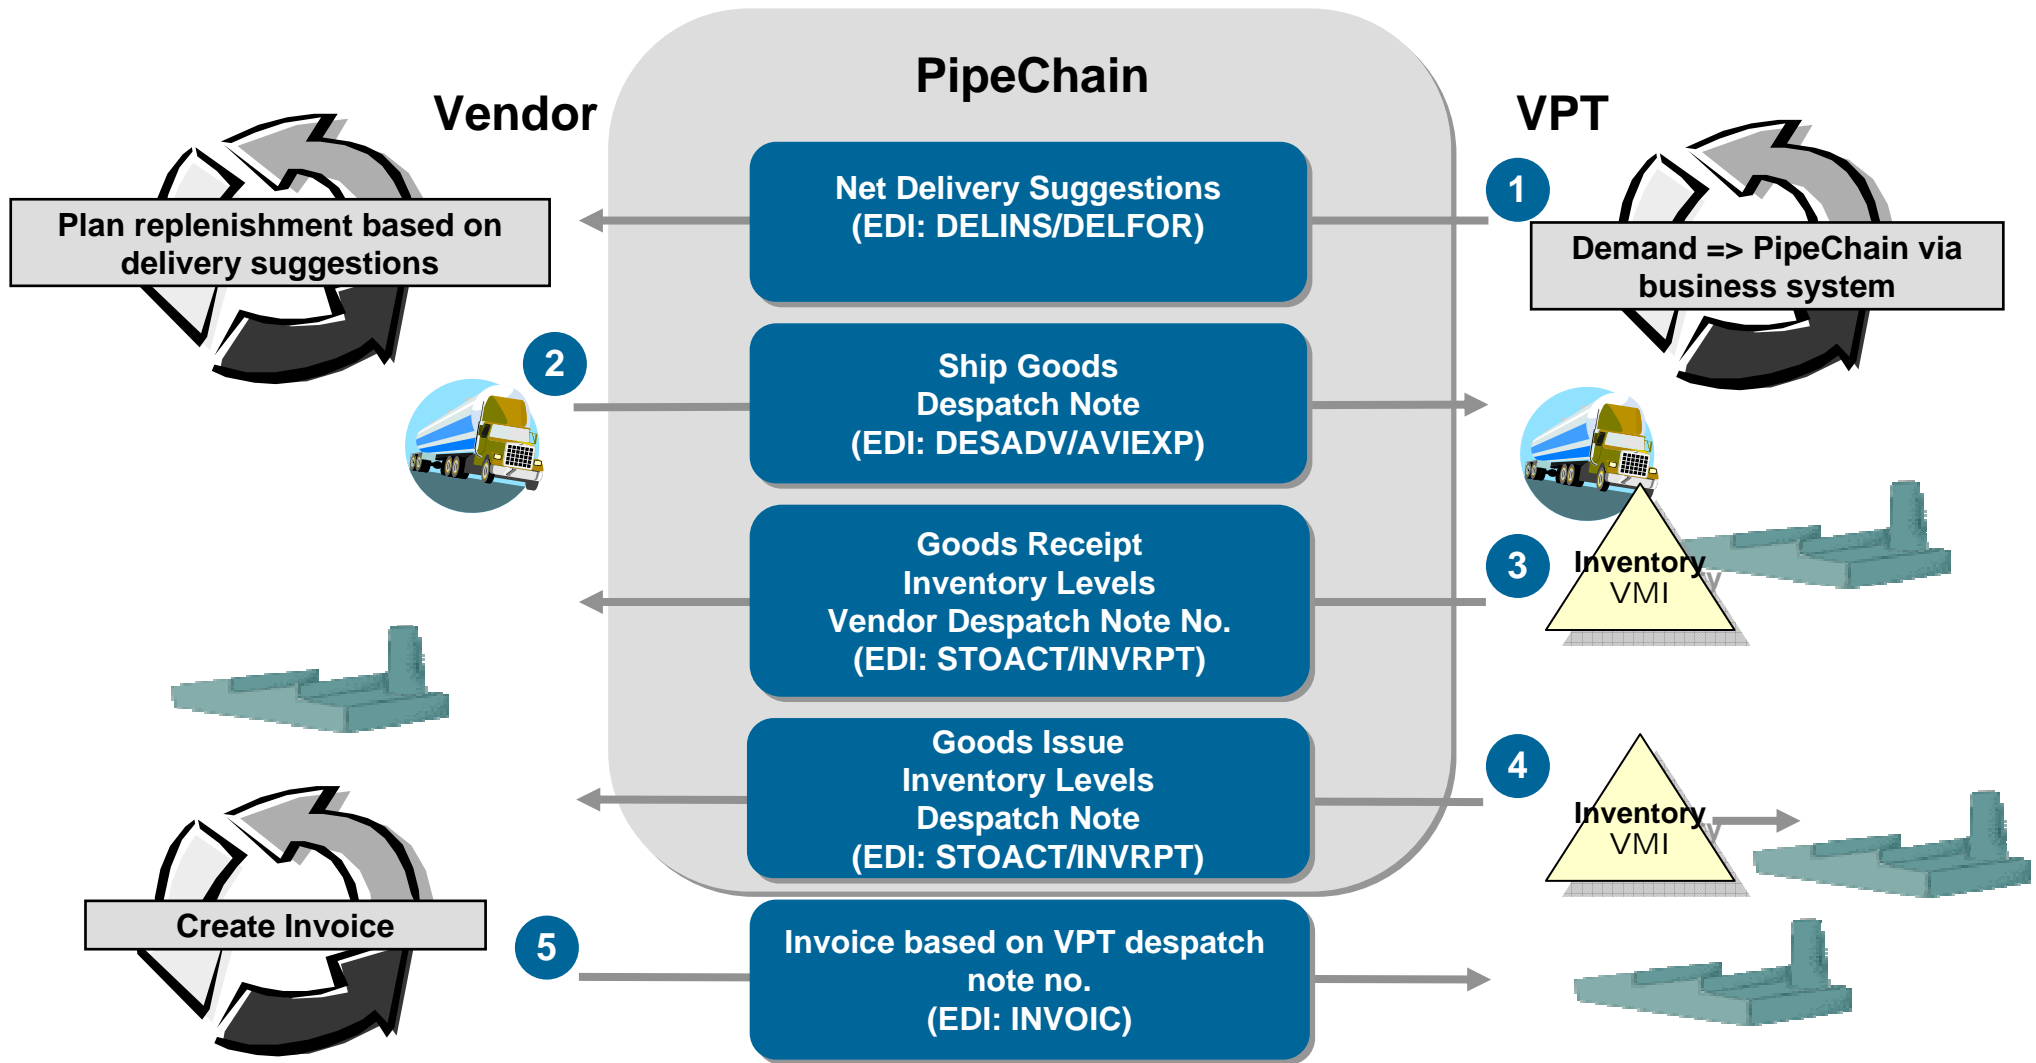 PipeChain
Vendor
VPT
Net Delivery Suggestions
(EDI: DELINS/DELFOR)
1
Plan replenishment based on
delivery suggestions
Demand => PipeChain via
business system
2
Ship Goods
Despatch Note
(EDI: DESADV/AVIEXP)
Goods Receipt
Inventory Levels
Vendor Despatch Note No.
(EDI: STOACT/INVRPT)
3
Inventory
VMI
Goods Issue
Inventory Levels
Despatch Note
(EDI: STOACT/INVRPT)
4
Inventory
VMI
Create Invoice
5
Invoice based on VPT despatch
note no.
(EDI: INVOIC)